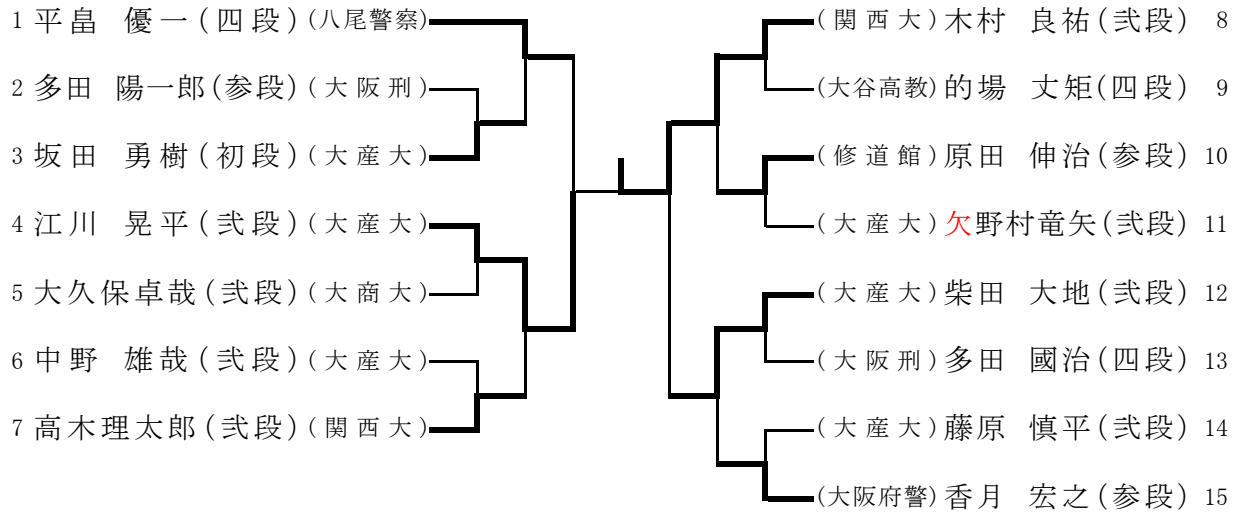 1 平畠 優一(四段)(八尾警察)
2 多田 陽一郎(参段)(大阪刑)
3 坂田 勇樹(初段)(大産大)
4 江川 晃平(弐段)(大産大)
5 大久保卓哉(弐段)(大商大)
6 中野 雄哉(弐段)(大産大)
7 高木理太郎(弐段)(関西大)
(関西大)木村 良祐(弐段) 8
(大谷高教)的場 丈矩(四段) 9
(修道館)原田 伸治(参段) 10
(大産大)欠野村竜矢(弐段) 11
(大産大)柴田 大地(弐段) 12
(大阪刑)多田 國治(四段) 13
(大産大)藤原 慎平(弐段) 14
(大阪府警)香月 宏之(参段) 15